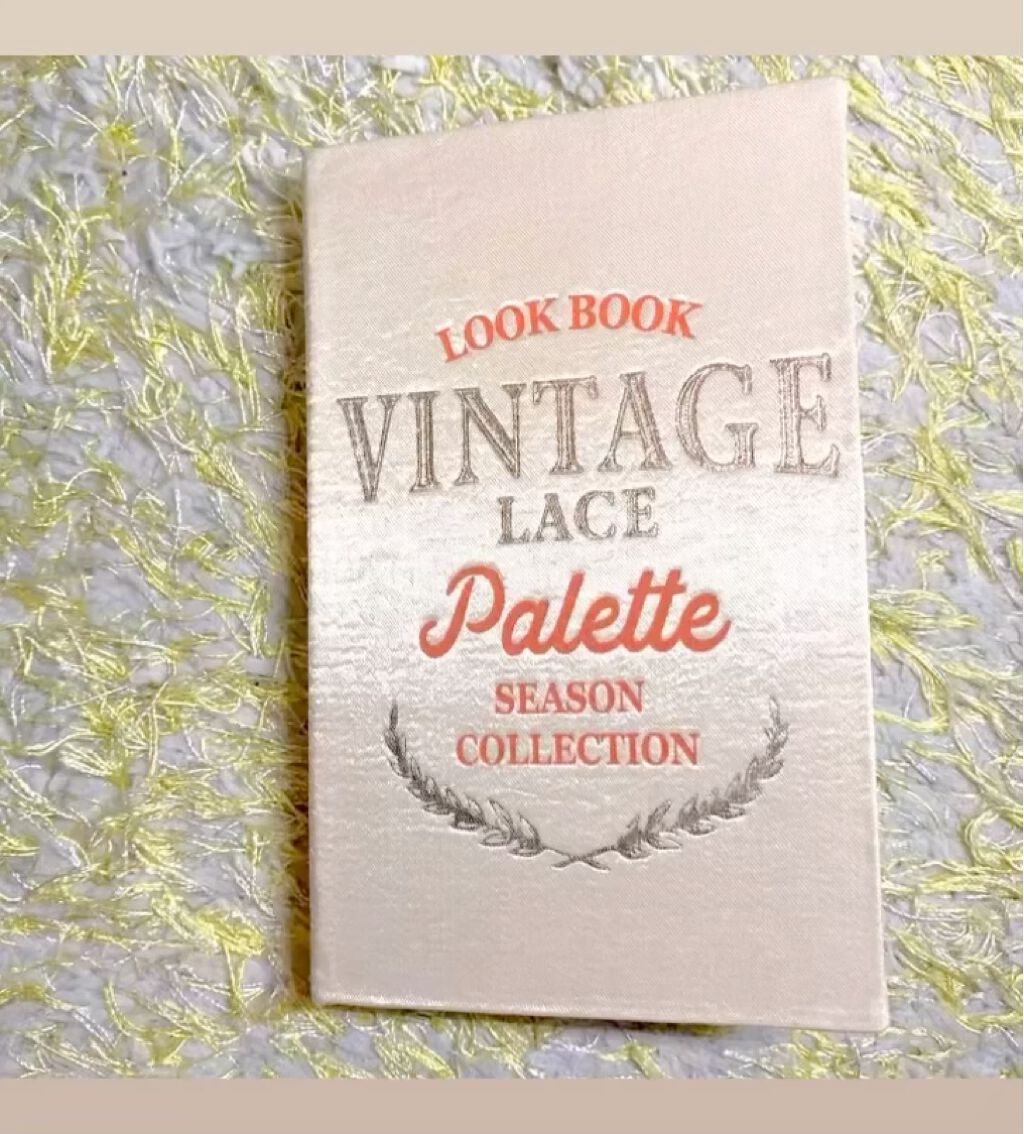 LOOK BOOK
VINTAGE
LACE
Palette
SEASON
COLLECTION